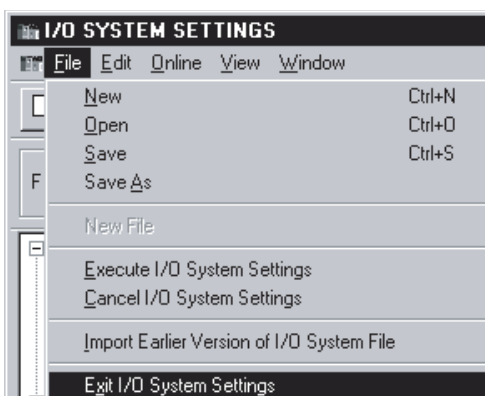 I/O SYSTEM SETTINGS
File Edit Online View Window
New Ctrl+N
Open Ctrl+O
Save Ctrl+S
Save As
F
New File
Execute I/O System Settings
Cancel I/O System Settings
Import Earlier Version of I/O System File
Exit I/O System Settings